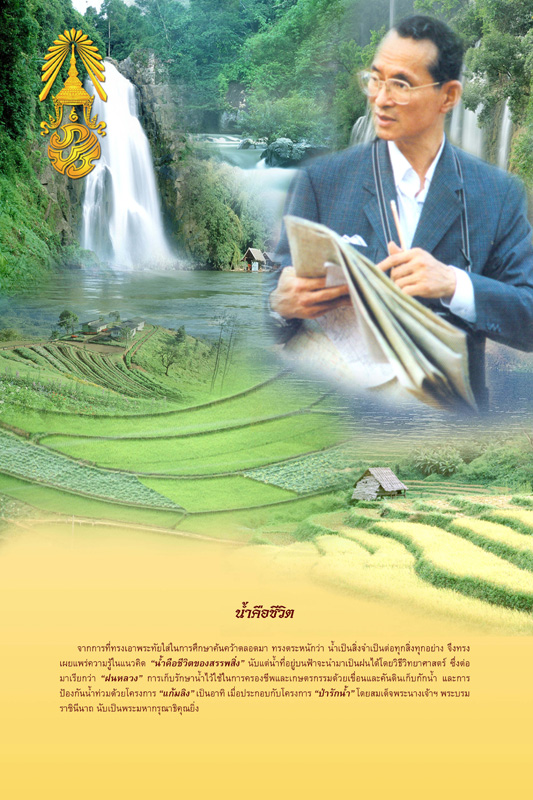 น้ำคือชีวิต
จากการที่ทรงเอาพระทัยใส่ในการศึกษาค้นคว้าตลอดมา ทรงตระหนักว่า น้ำเป็นสิ่งจำเป็นต่อทุกสิ่งทุกอย่าง จึงทรง
เผยแพร่ความรู้ในแนวคิด “น้ำคือชีวิตของสรรพสิ่ง” นับแต่น้ำที่อยู่บนฟ้าจะนำมาเป็นฝนได้โดยวิธีวิทยาศาสตร์ ซึ่งต่อ
มาเรียกว่า “ฝนหลวง” การเก็บรักษาน้ำไว้ใช้ในการครองชีพและเกษตรกรรมด้วยเขื่อนและคันดินเก็บกักน้ำ และการ
ป้องกันน้ำท่วมด้วยโครงการ “แก้มลิง” เป็นอาทิ เมื่อประกอบกับโครงการ “ป่ารักน้ำ” โดยสมเด็จพระนางเจ้าฯ พระบรม
ราชินีนาถ นับเป็นพระมหากรุณาธิคุณยิ่ง